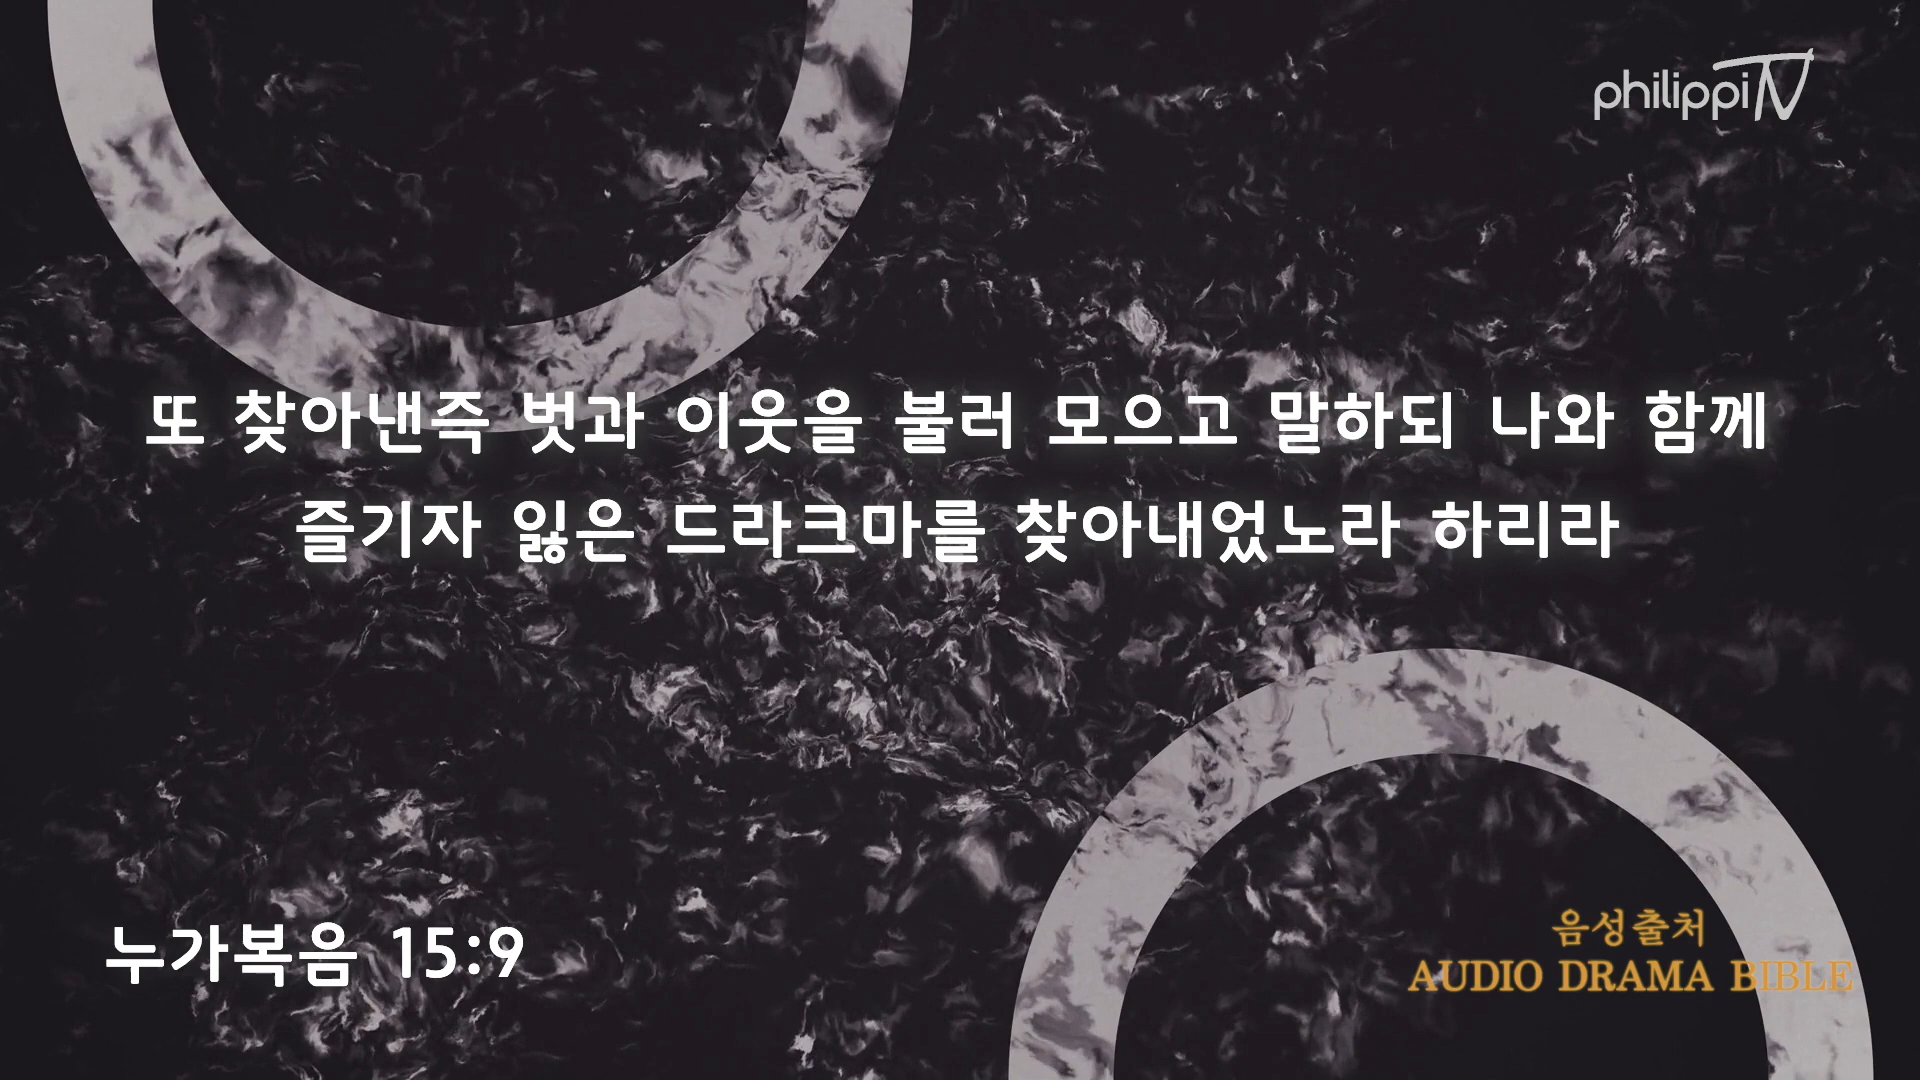 philippiTV
또 찾아낸즉 벗과 이웃을 불러 모으고 말하되 나와 함께
즐기자 잃은 드라크마를 찾아내었노라 하리라
누가복음 15:9
음성출처
AUDIO DRAMA BIBLE